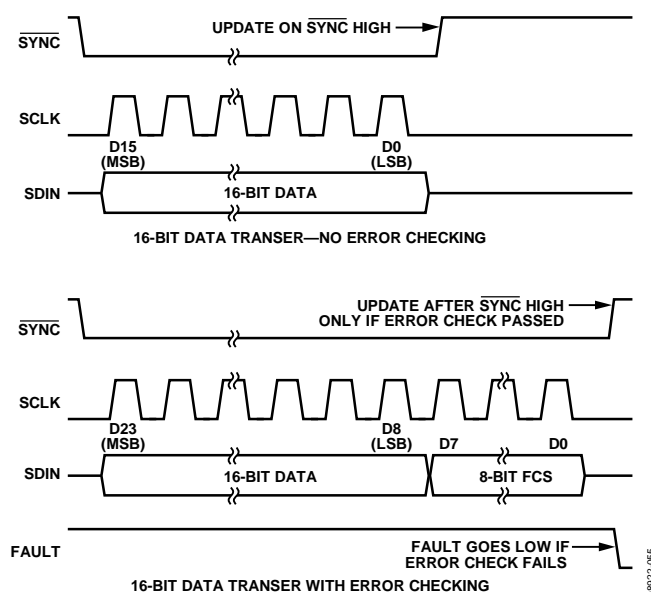 UPDATE ON SYNC HIGH
SYNC
SCLK
D15
(MSB)
D0
(LSB)
SDIN
16-BIT DATA
16-BIT DATA TRANSER—NO ERROR CHECKING
UPDATE AFTER SYNC HIGH
ONLY IF ERROR CHECK PASSED
SYNC
SCLK
D23
(MSB)
D8
(LSB)
D7
D0
SDIN
16-BIT DATA
8-BIT FCS
FAULT
FAULT GOES LOW IF
ERROR CHECK FAILS
16-BIT DATA TRANSER WITH ERROR CHECKING